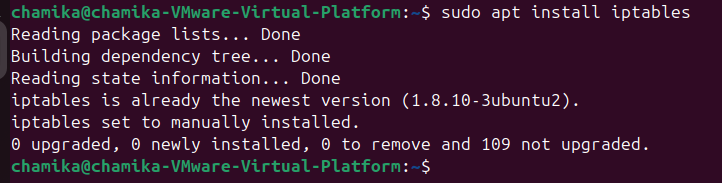 chamika@chamika-VMware-Virtual-Platform:~$ sudo apt install iptables
Reading package lists... Done
Building dependency tree... Done
Reading state information... Done
iptables is already the newest version (1.8.10-3ubuntu2).
iptables set to manually installed.
0 upgraded, 0 newly installed, 0 to remove and 109 not upgraded.
chamika@chamika-VMware-Virtual-Platform:~$